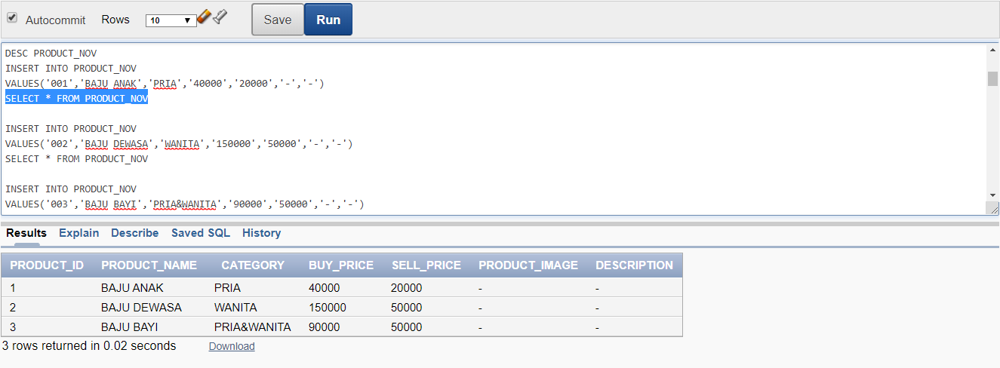 Autocommit Rows 10 Save Run
DESC PRODUCT_NOV
INSERT INTO PRODUCT_NOV
VALUES('001','BAJU ANAK','PRIA','40000','20000','-','-')
SELECT * FROM PRODUCT_NOV
INSERT INTO PRODUCT_NOV
VALUES('002','BAJU DEWASA','WANITA','150000','50000','-','-')
SELECT * FROM PRODUCT_NOV
INSERT INTO PRODUCT_NOV
VALUES('003','BAJU BAYI','PRIA&WANITA','90000','50000','-','-')
Results Explain Describe Saved SQL History
PRODUCT_ID PRODUCT_NAME CATEGORY BUY_PRICE SELL_PRICE PRODUCT_IMAGE DESCRIPTION
1 BAJU ANAK PRIA 40000 20000 - -
2 BAJU DEWASA WANITA 150000 50000 - -
3 BAJU BAYI PRIA&WANITA 90000 50000 - -
3 rows returned in 0.02 seconds Download